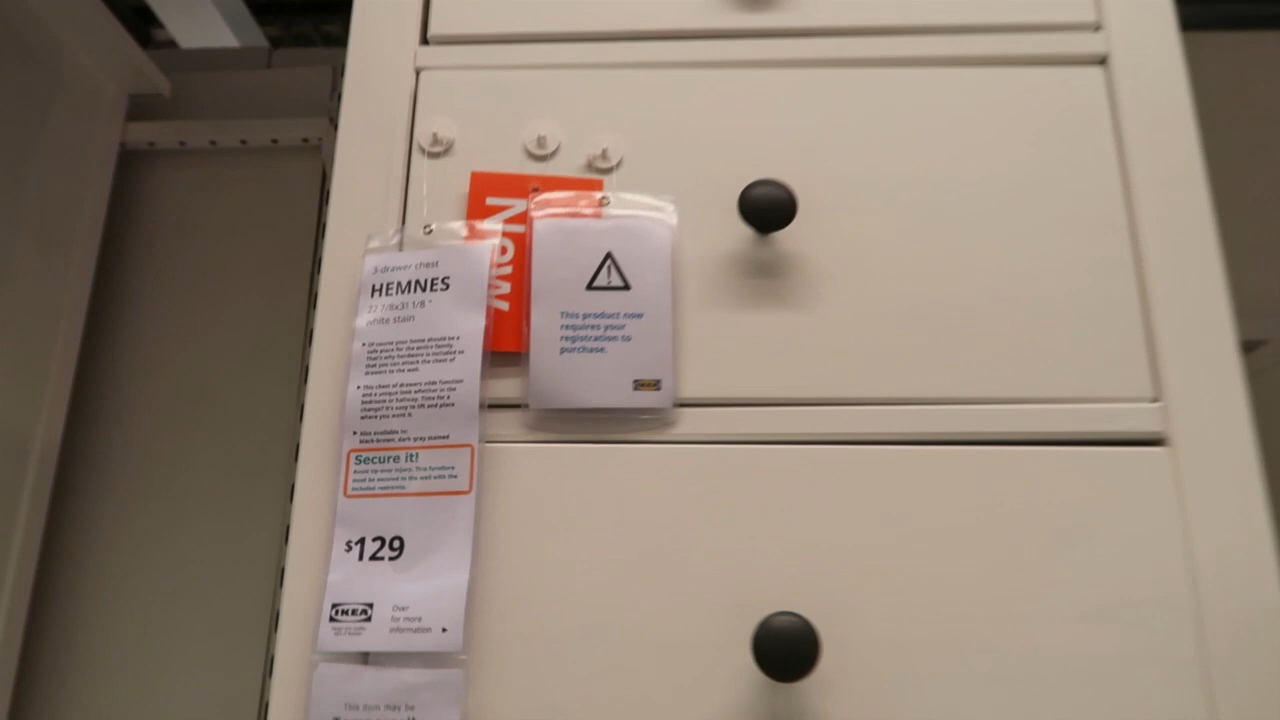 New
3-drawer chest
HEMNES
22 7/8x31 1/8 "
white stain
▸ Of course your home should be a
safe place for the entire family.
That's why hardware is included so
that you can attach the chest of
drawers to the wall.
▸ This chest of drawers adds function
and a unique look whether in the
bedroom or hallway. Time for a
change? It's easy to lift and place
where you want it.
▸ Also available in:
black-brown, dark gray stained
Secure it!
Avoid tip-over injury. This furniture
must be secured to the wall with the
included restraints.
$129
IKEA
Over
for more
information ▸
This item may be
This product now
requires your
registration to
purchase.
IKEA